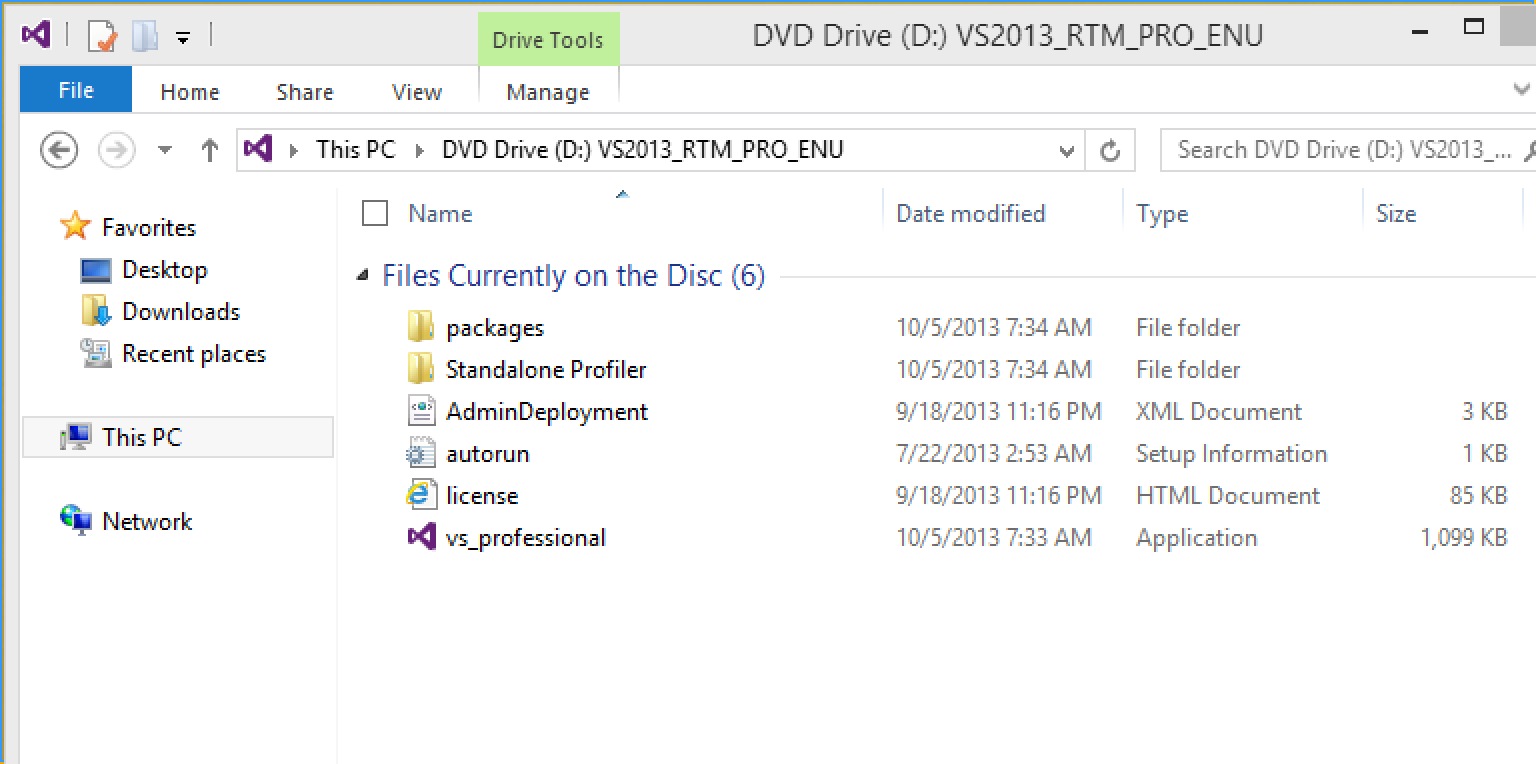 Drive Tools
DVD Drive (D:) VS2013_RTM_PRO_ENU
File Home Share View Manage
This PC DVD Drive (D:) VS2013_RTM_PRO_ENU Search DVD Drive (D:) VS2013_...
Favorites
Desktop
Downloads
Recent places
This PC
Network
Name Date modified Type Size
Files Currently on the Disc (6)
packages 10/5/2013 7:34 AM File folder
Standalone Profiler 10/5/2013 7:34 AM File folder
AdminDeployment 9/18/2013 11:16 PM XML Document 3 KB
autorun 7/22/2013 2:53 AM Setup Information 1 KB
license 9/18/2013 11:16 PM HTML Document 85 KB
vs_professional 10/5/2013 7:33 AM Application 1,099 KB